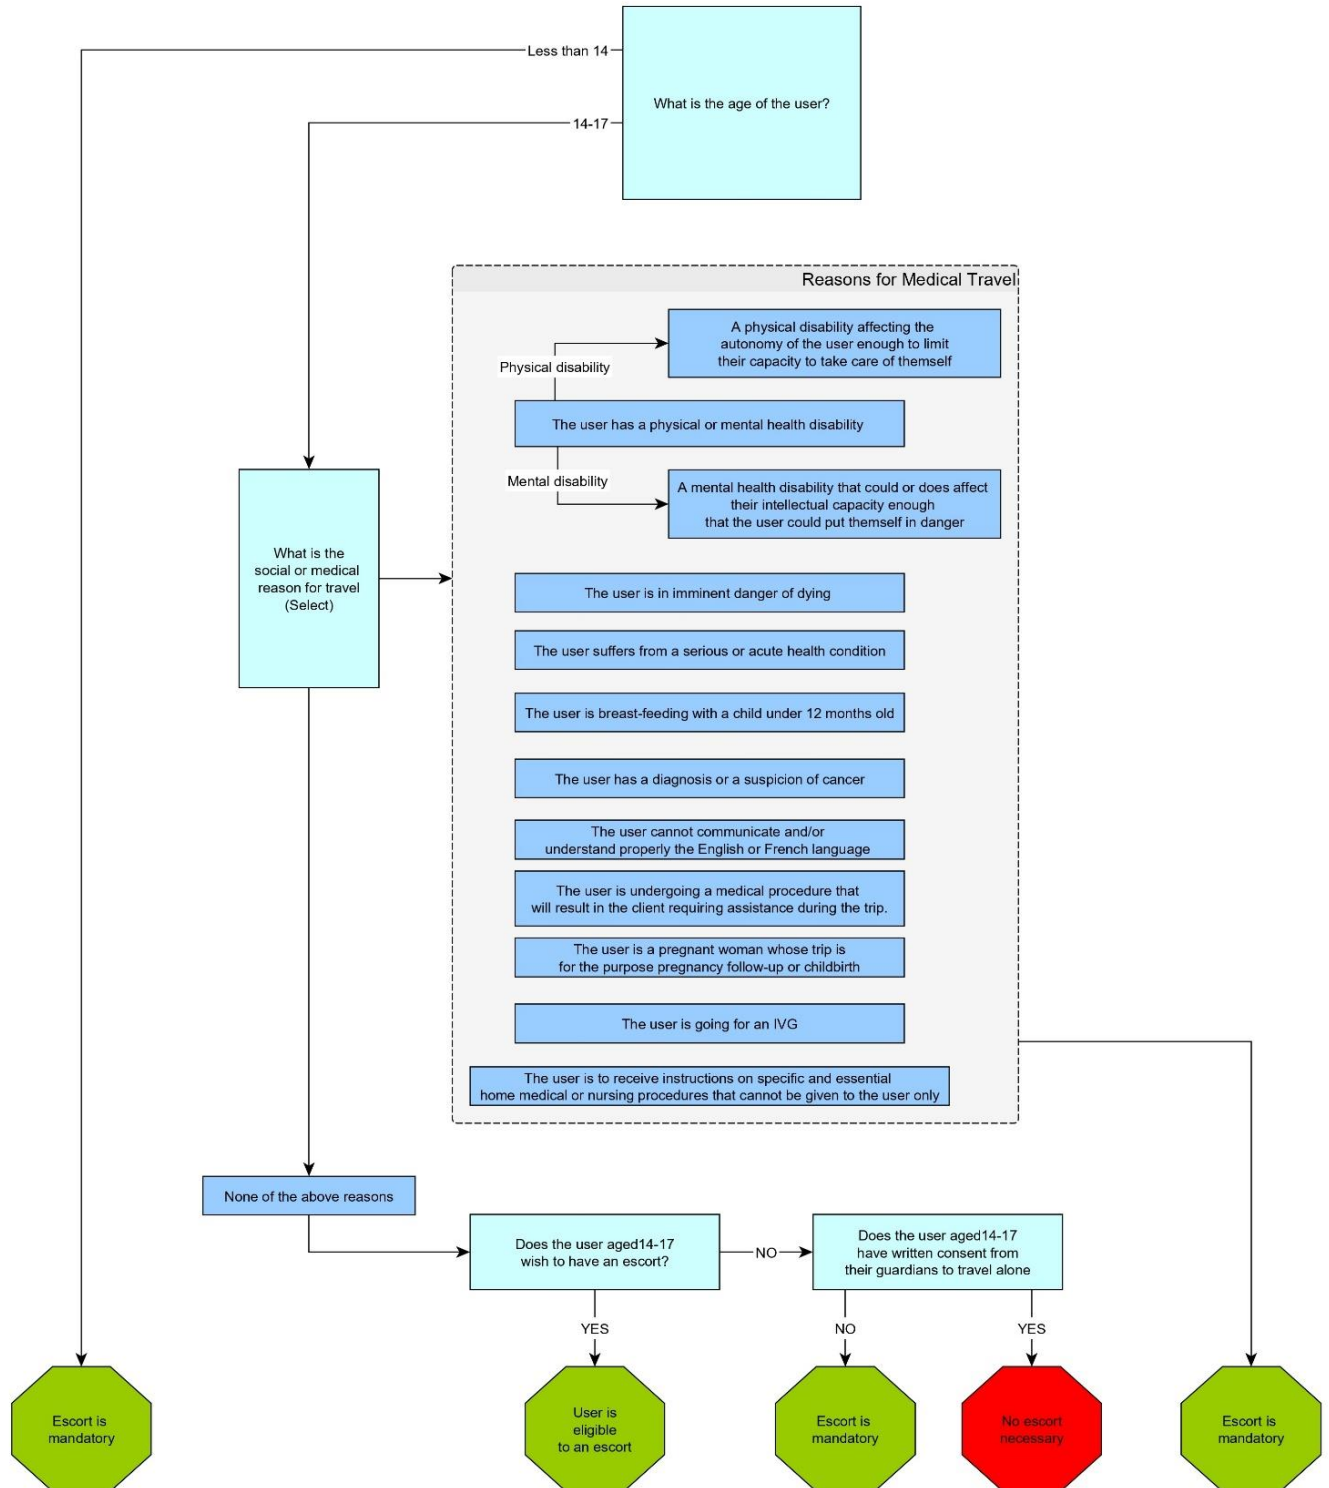 Less than 14
What is the age of the user?
14-17
Reasons for Medical Travel
A physical disability affecting the
autonomy of the user enough to limit
their capacity to take care of themself
Physical disability
The user has a physical or mental health disability
Mental disability
A mental health disability that could or does affect
their intellectual capacity enough
that the user could put themself in danger
What is the
social or medical
reason for travel
(Select)
The user is in imminent danger of dying
The user suffers from a serious or acute health condition
The user is breast-feeding with a child under 12 months old
The user has a diagnosis or a suspicion of cancer
The user cannot communicate and/or
understand properly the English or French language
The user is undergoing a medical procedure that
will result in the client requiring assistance during the trip.
The user is a pregnant woman whose trip is
for the purpose pregnancy follow-up or childbirth
The user is going for an IVG
The user is to receive instructions on specific and essential
home medical or nursing procedures that cannot be given to the user only
None of the above reasons
Does the user aged14-17
wish to have an escort?
NO
Does the user aged14-17
have written consent from
their guardians to travel alone
YES
NO
YES
Escort is
mandatory
User is
eligible
to an escort
Escort is
mandatory
No escort
necessary
Escort is
mandatory